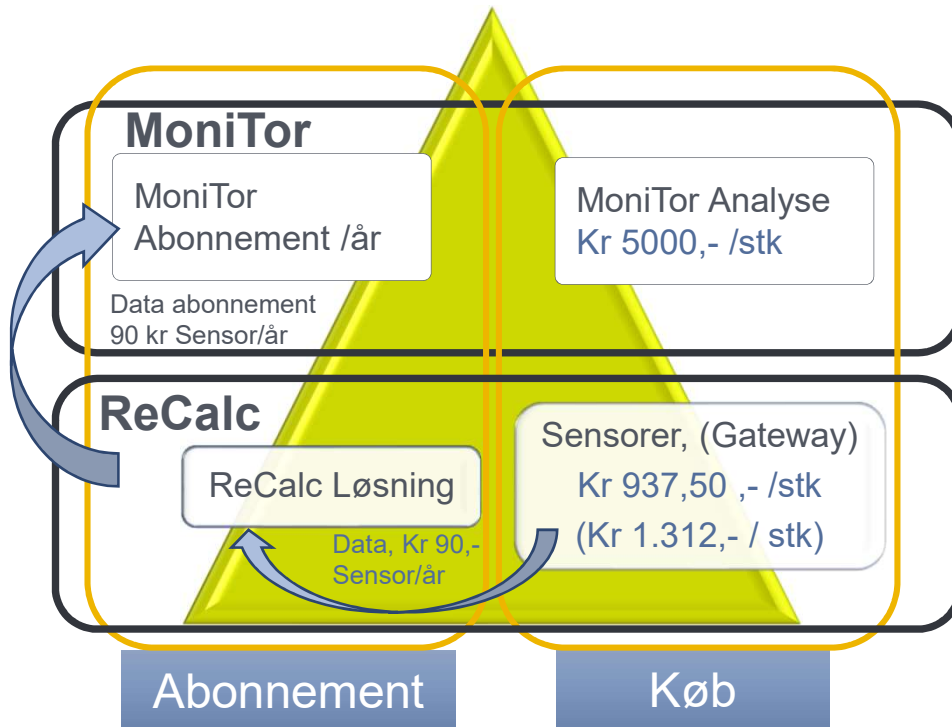 MoniTor
MoniTor
Abonnement /år
Data abonnement
90 kr Sensor/år
MoniTor Analyse
Kr 5000,- /stk
ReCalc
ReCalc Løsning
Data, Kr 90,-
Sensor/år
Sensorer, (Gateway)
Kr 937,50 ,- /stk
(Kr 1.312,- / stk)
Abonnement
Køb